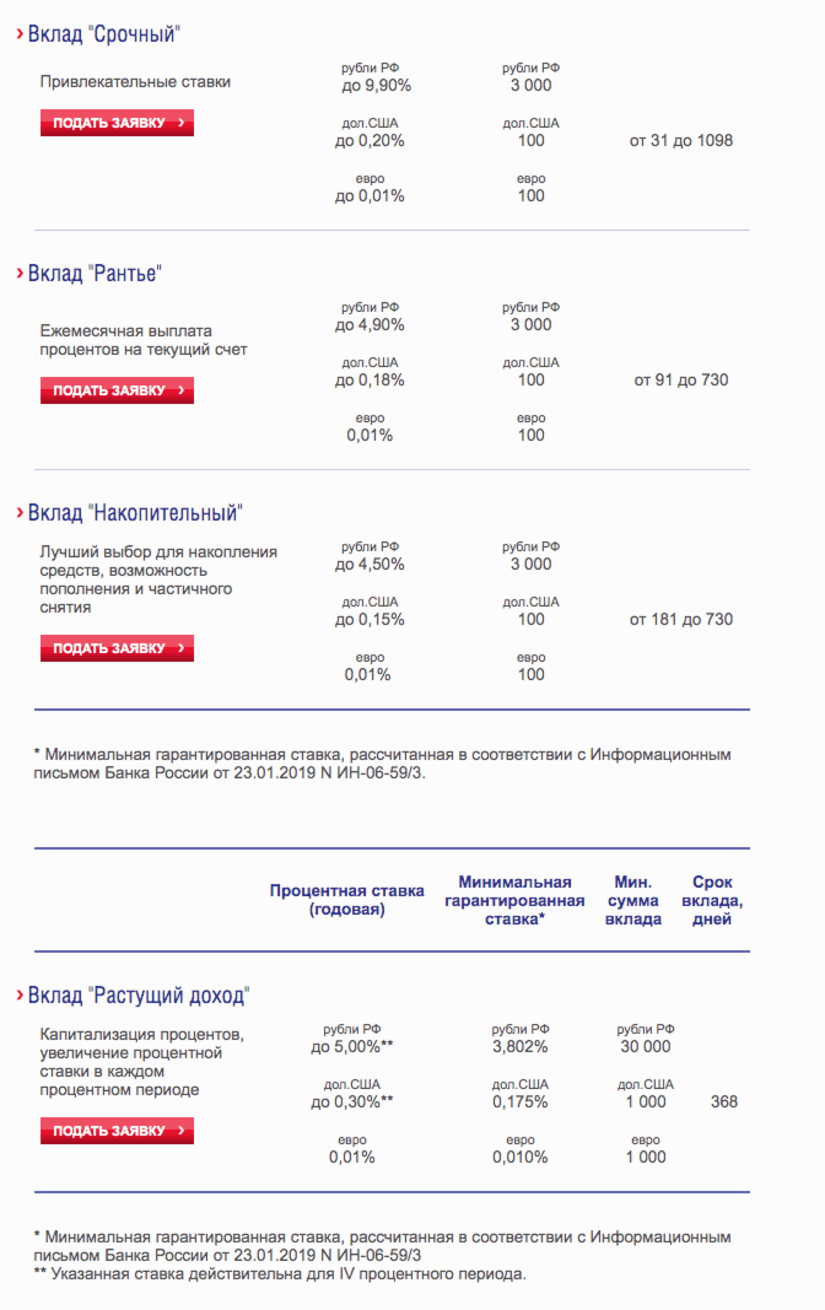 Вклад "Срочный"
Привлекательные ставки
ПОДАТЬ ЗАЯВКУ
рубли РФ
до 9,90%
дол.США
до 0,20%
евро
до 0,01%
рубли РФ
3 000
дол.США
100
евро
100
от 31 до 1098
Вклад "Рантье"
Ежемесячная выплата
процентов на текущий счет
ПОДАТЬ ЗАЯВКУ
рубли РФ
до 4,90%
дол.США
до 0,18%
евро
0,01%
рубли РФ
3 000
дол.США
100
евро
100
от 91 до 730
Вклад "Накопительный"
Лучший выбор для накопления
средств, возможность
пополнения и частичного
снятия
ПОДАТЬ ЗАЯВКУ
рубли РФ
до 4,50%
дол.США
до 0,15%
евро
0,01%
рубли РФ
3 000
дол.США
100
евро
100
от 181 до 730
* Минимальная гарантированная ставка, рассчитанная в соответствии с Информационным
письмом Банка России от 23.01.2019 N ИН-06-59/3.
Процентная ставка
(годовая)
Минимальная
гарантированная
ставка*
Мин.
сумма
вклада
Срок
вклада,
дней
Вклад "Растущий доход"
Капитализация процентов,
увеличение процентной
ставки в каждом
процентном периоде
ПОДАТЬ ЗАЯВКУ
рубли РФ
до 5,00%**
дол.США
до 0,30%**
евро
0,01%
рубли РФ
3,802%
дол.США
0,175%
евро
0,010%
рубли РФ
30 000
дол.США
1 000
евро
1 000
368
* Минимальная гарантированная ставка, рассчитанная в соответствии с Информационным
письмом Банка России от 23.01.2019 N ИН-06-59/3
** Указанная ставка действительна для IV процентного периода.